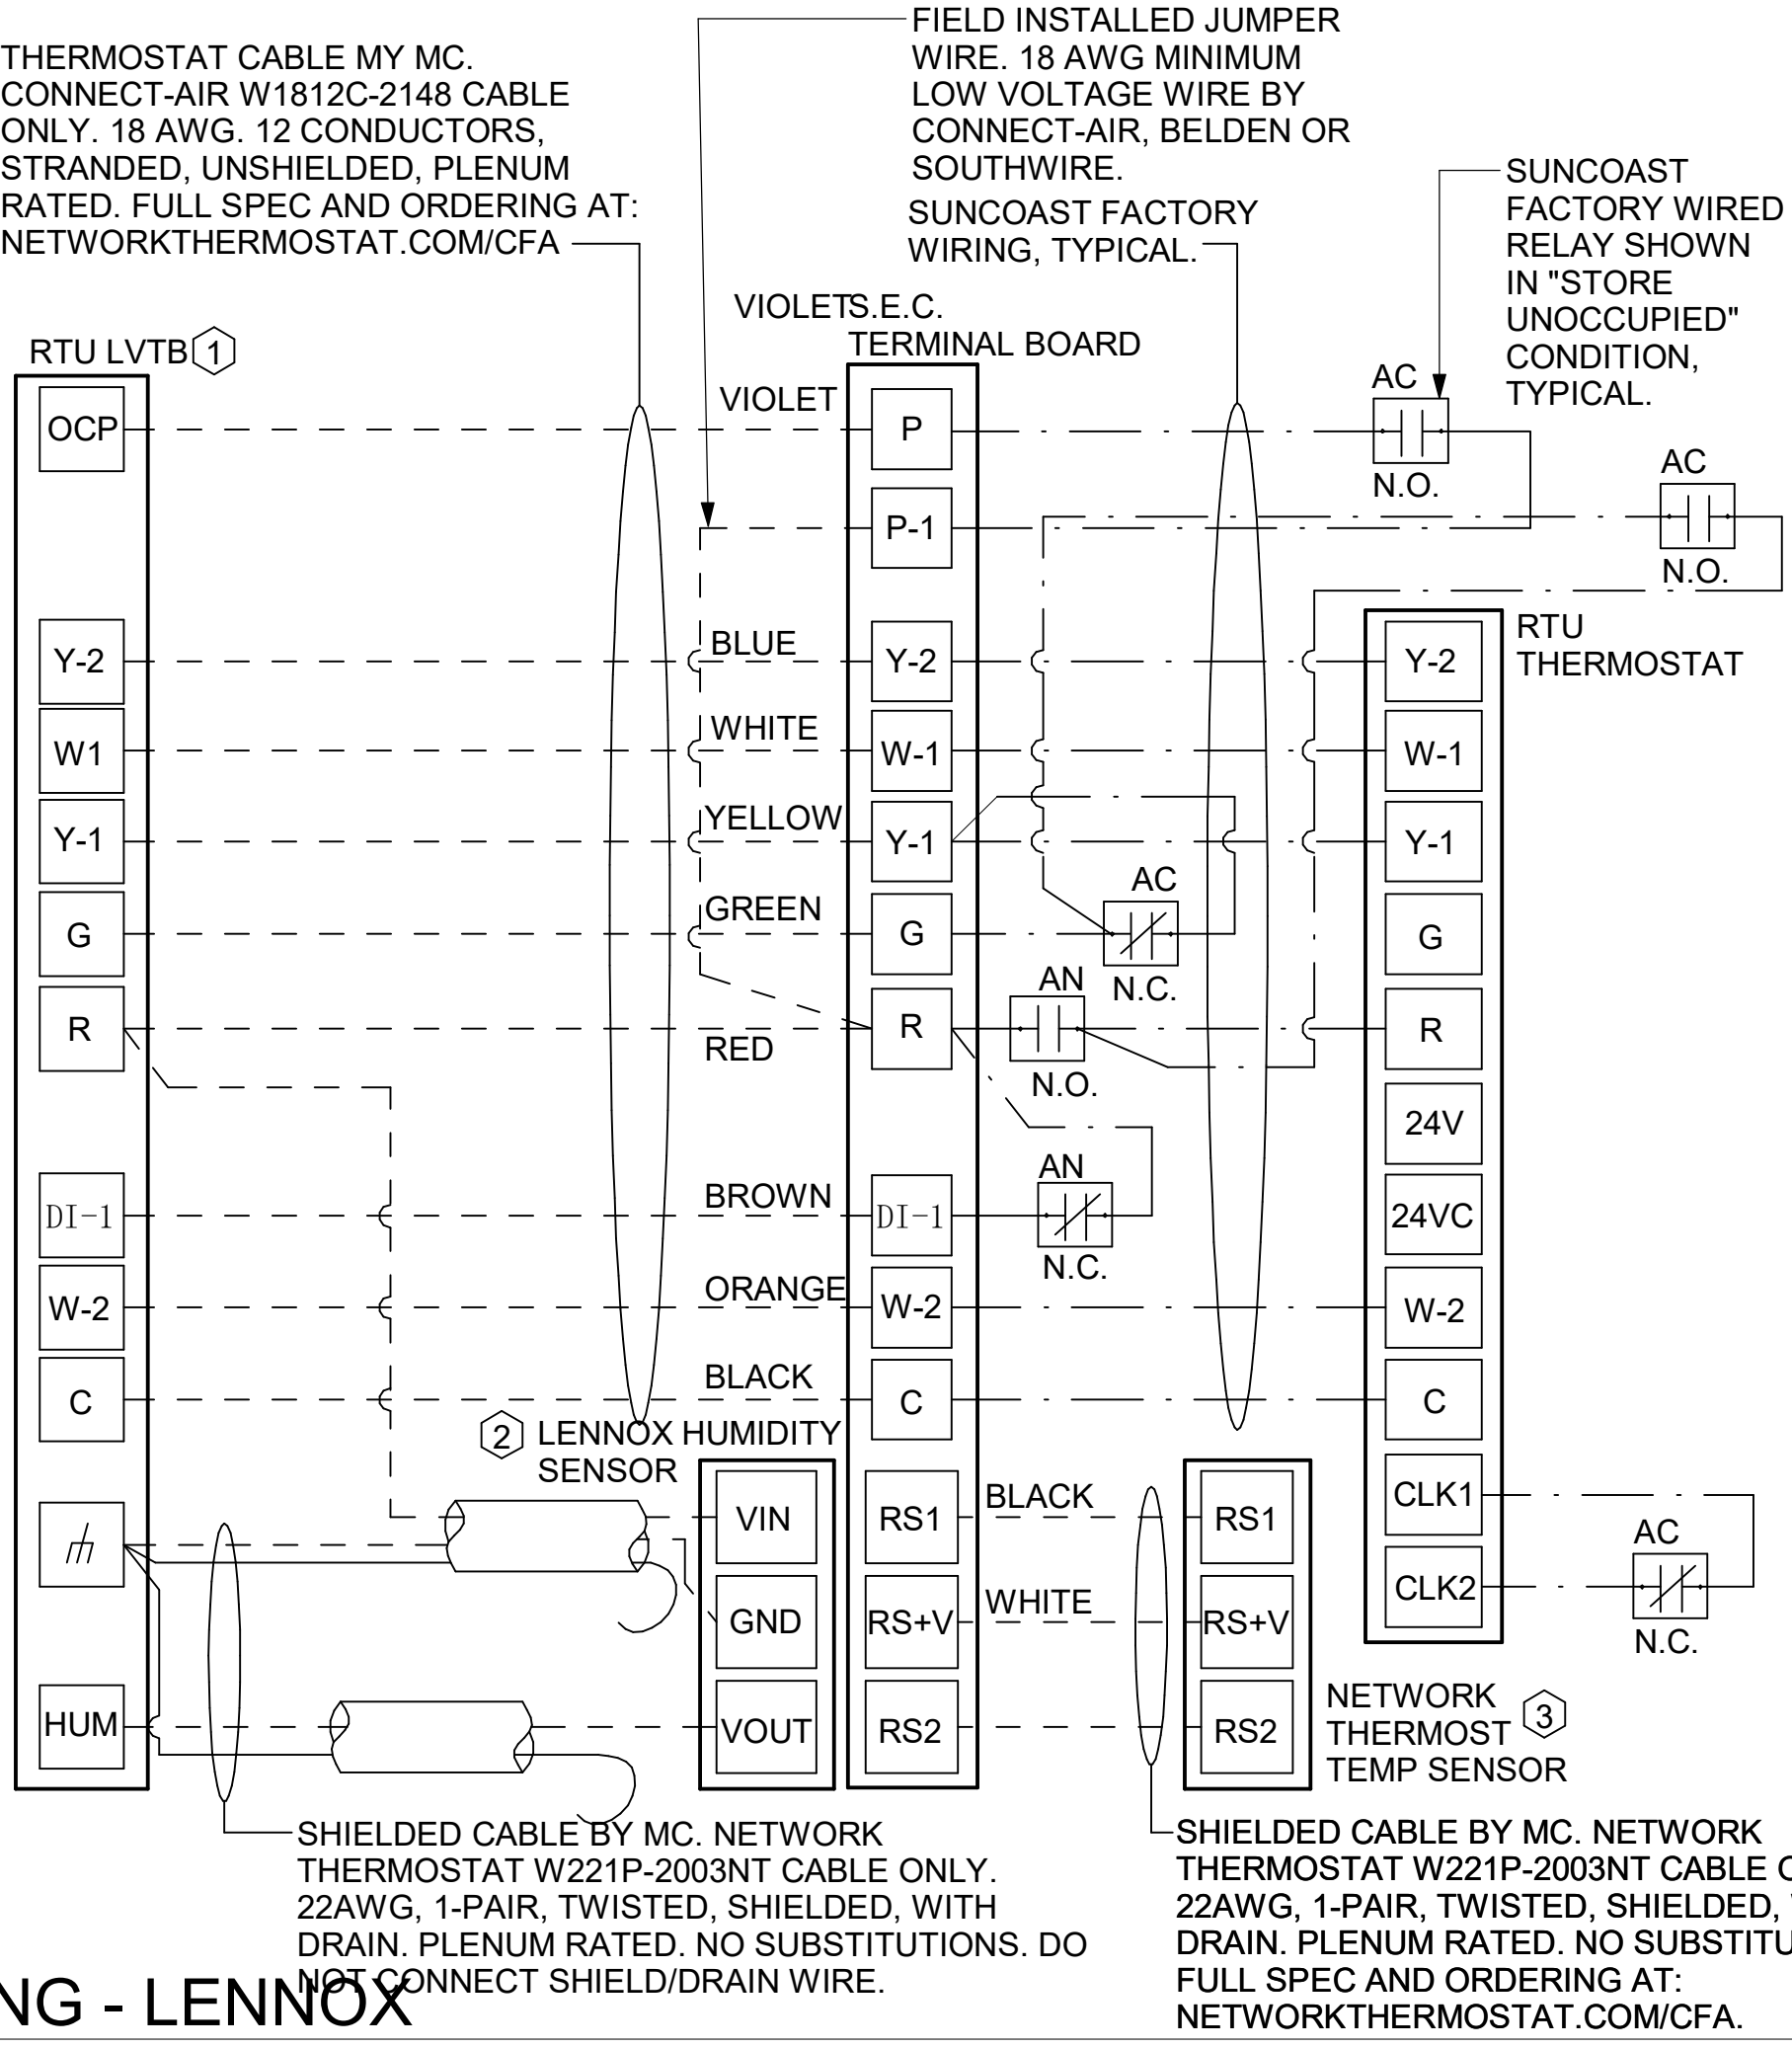 THERMOSTAT CABLE MY MC.
CONNECT-AIR W1812C-2148 CABLE
ONLY. 18 AWG. 12 CONDUCTORS,
STRANDED, UNSHIELDED, PLENUM
RATED. FULL SPEC AND ORDERING AT:
NETWORKTHERMOSTAT.COM/CFA
FIELD INSTALLED JUMPER
WIRE. 18 AWG MINIMUM
LOW VOLTAGE WIRE BY
CONNECT-AIR, BELDEN OR
SOUTHWIRE.
SUNCOAST FACTORY
WIRING, TYPICAL.
SUNCOAST
FACTORY WIRED
RELAY SHOWN
IN "STORE
UNOCCUPIED"
CONDITION,
TYPICAL.
RTU LVTB 1
OCP
Y-2
W1
Y-1
G
R
DI-1
W-2
C
HUM
VIOLET
VIOLET
BLUE
WHITE
YELLOW
GREEN
RED
BROWN
ORANGE
BLACK
S.E.C.
TERMINAL BOARD
P
P-1
Y-2
W-1
Y-1
G
R
DI-1
W-2
C
RS1
RS+V
RS2
AC
N.O.
AC
N.O.
AC
N.C.
AN
N.O.
AN
N.C.
RTU
THERMOSTAT
Y-2
W-1
Y-1
G
R
24V
24VC
W-2
C
CLK1
CLK2
AC
N.C.
2 LENNOX HUMIDITY
SENSOR
VIN
GND
VOUT
BLACK
WHITE
RS1
RS+V
RS2
NETWORK
THERMOST 3
TEMP SENSOR
SHIELDED CABLE BY MC. NETWORK
THERMOSTAT W221P-2003NT CABLE ONLY.
22AWG, 1-PAIR, TWISTED, SHIELDED, WITH
DRAIN. PLENUM RATED. NO SUBSTITUTIONS. DO
NOT CONNECT SHIELD/DRAIN WIRE.
SHIELDED CABLE BY MC. NETWORK
THERMOSTAT W221P-2003NT CABLE
22AWG, 1-PAIR, TWISTED, SHIELDED,
DRAIN. PLENUM RATED. NO SUBSTITU
FULL SPEC AND ORDERING AT:
NETWORKTHERMOSTAT.COM/CFA.
NG - LENNOX